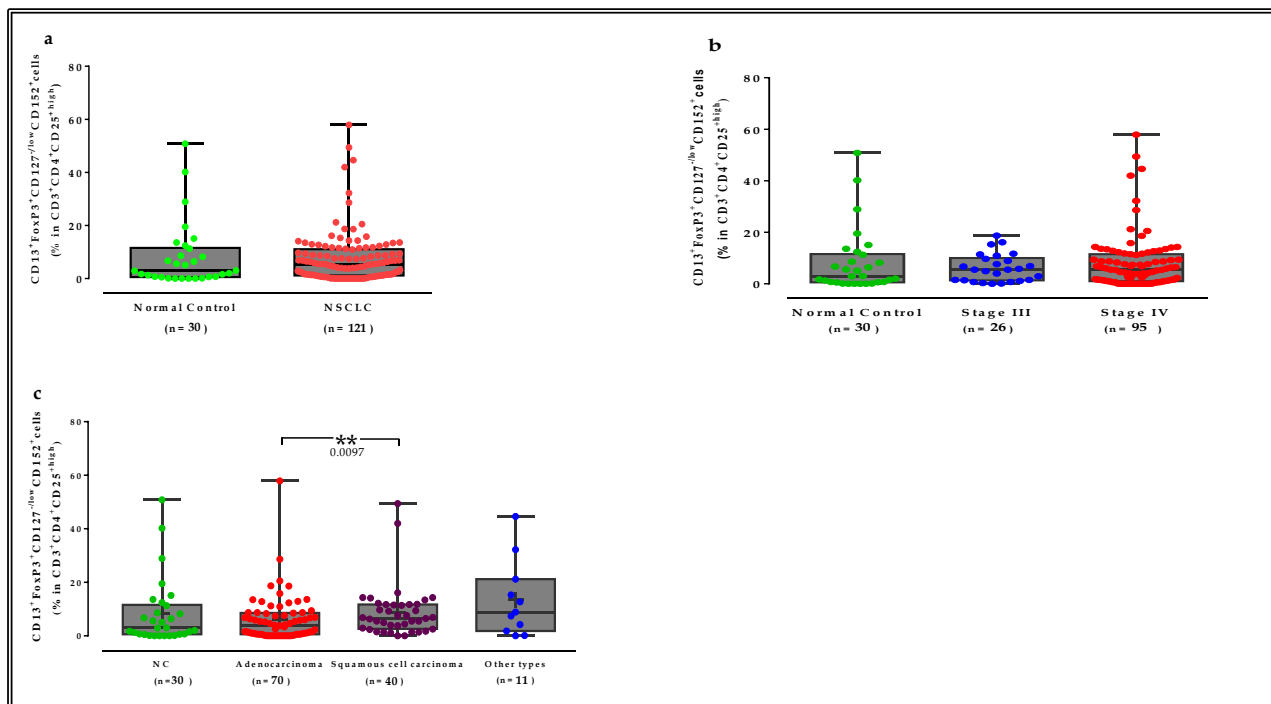 a
CD13⁺FoxP3⁺CD127⁻/ˡᵒʷCD152⁺cells
(% in CD3⁺CD4⁺CD25⁺ʰⁱᵍʰ)
80
60
40
20
0
Normal Control
NSCLC
(n = 30)
(n = 121)
b
CD13⁺FoxP3⁺CD127⁻/ˡᵒʷCD152⁺cells
(% in CD3⁺CD4⁺CD25⁺ʰⁱᵍʰ)
80
60
40
20
0
Normal Control
Stage III
Stage IV
(n = 30)
(n = 26)
(n = 95)
c
CD13⁺FoxP3⁺CD127⁻/ˡᵒʷCD152⁺cells
(% in CD3⁺CD4⁺CD25⁺ʰⁱᵍʰ)
80
60
40
20
0
**
0.0097
NC
Adenocarcinoma
Squamous cell carcinoma
Other types
(n=30)
(n = 70)
(n = 40)
(n = 11)